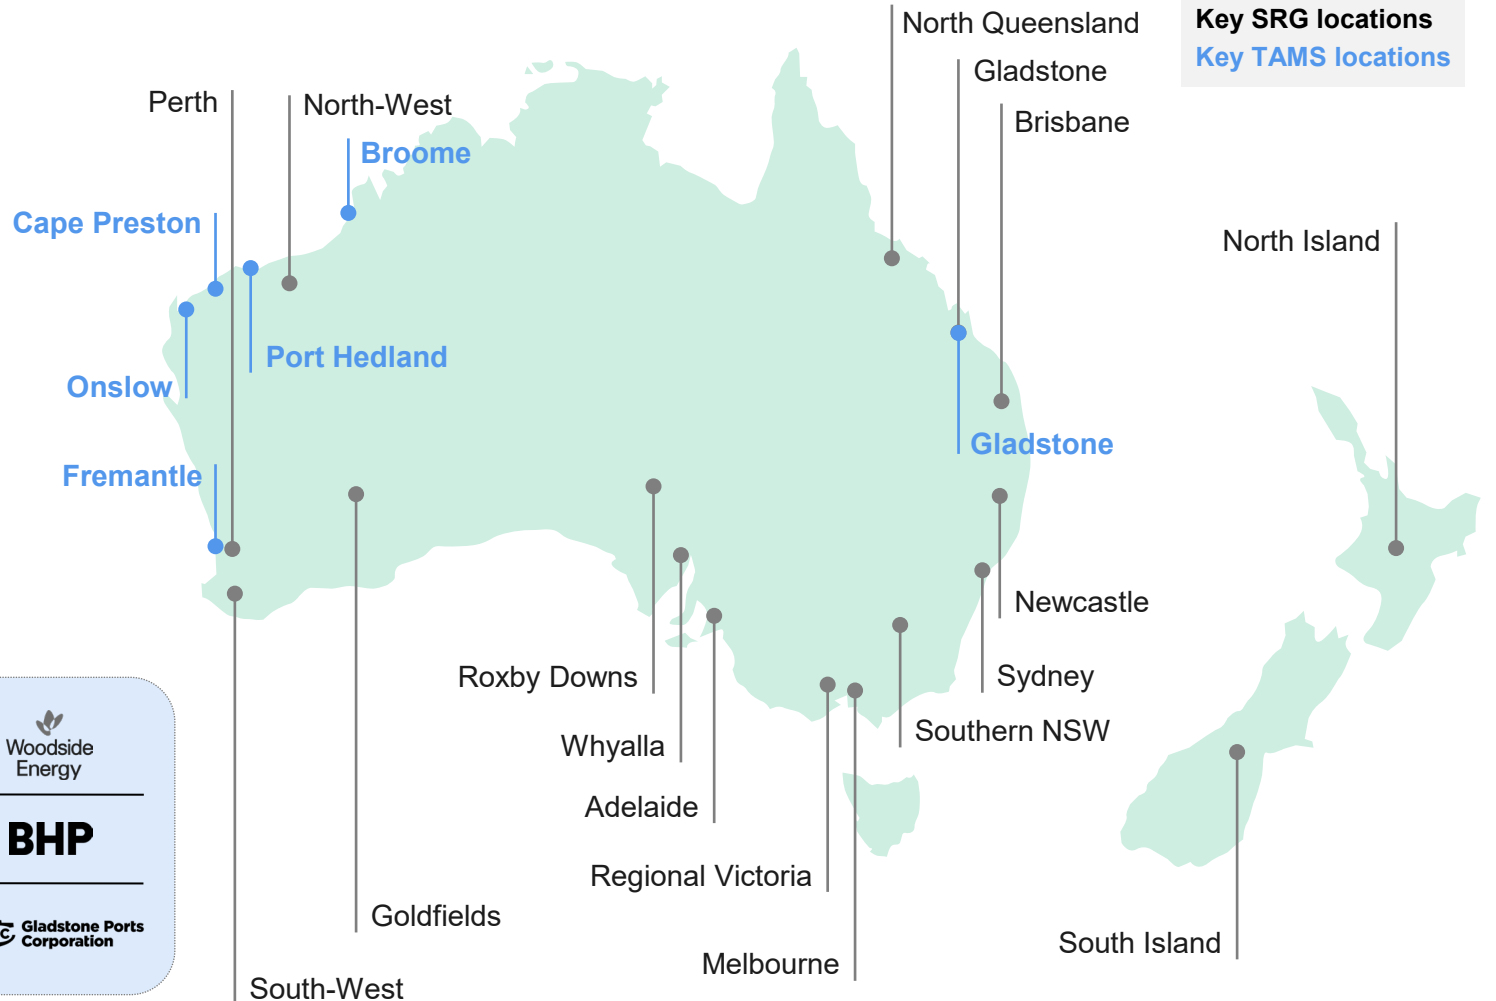 North Queensland
Key SRG locations
Key TAMS locations
Gladstone
Perth
North-West
Brisbane
Broome
Cape Preston
North Island
Port Hedland
Onslow
Gladstone
Fremantle
Newcastle
Roxby Downs
Sydney
Southern NSW
Whyalla
Woodside
Energy
Adelaide
BHP
Regional Victoria
Goldfields
Gladstone Ports
Corporation
South Island
Melbourne
South-West